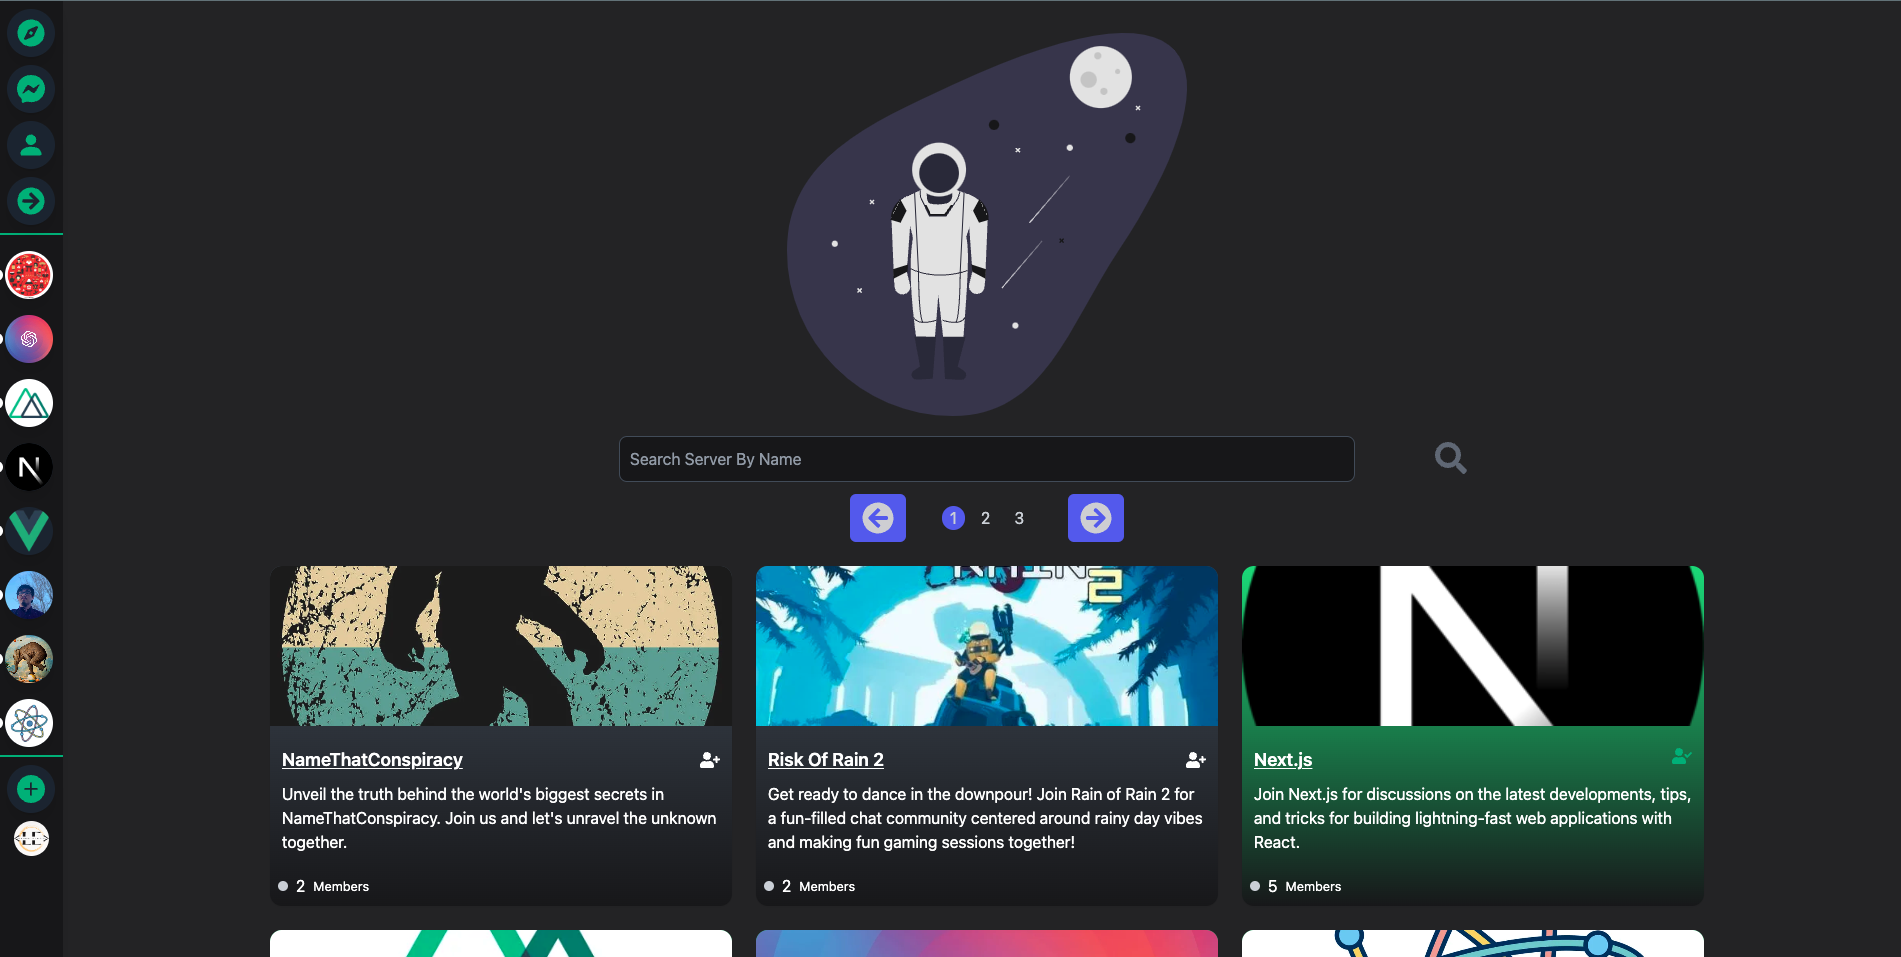 Search Server By Name
1 2 3
2
NameThatConspiracy
Unveil the truth behind the world's biggest secrets in
NameThatConspiracy. Join us and let's unravel the unknown
together.
2 Members
Risk Of Rain 2
Get ready to dance in the downpour! Join Rain of Rain 2 for
a fun-filled chat community centered around rainy day vibes
and making fun gaming sessions together!
2 Members
N
Next.js
Join Next.js for discussions on the latest developments, tips,
and tricks for building lightning-fast web applications with
React.
5 Members